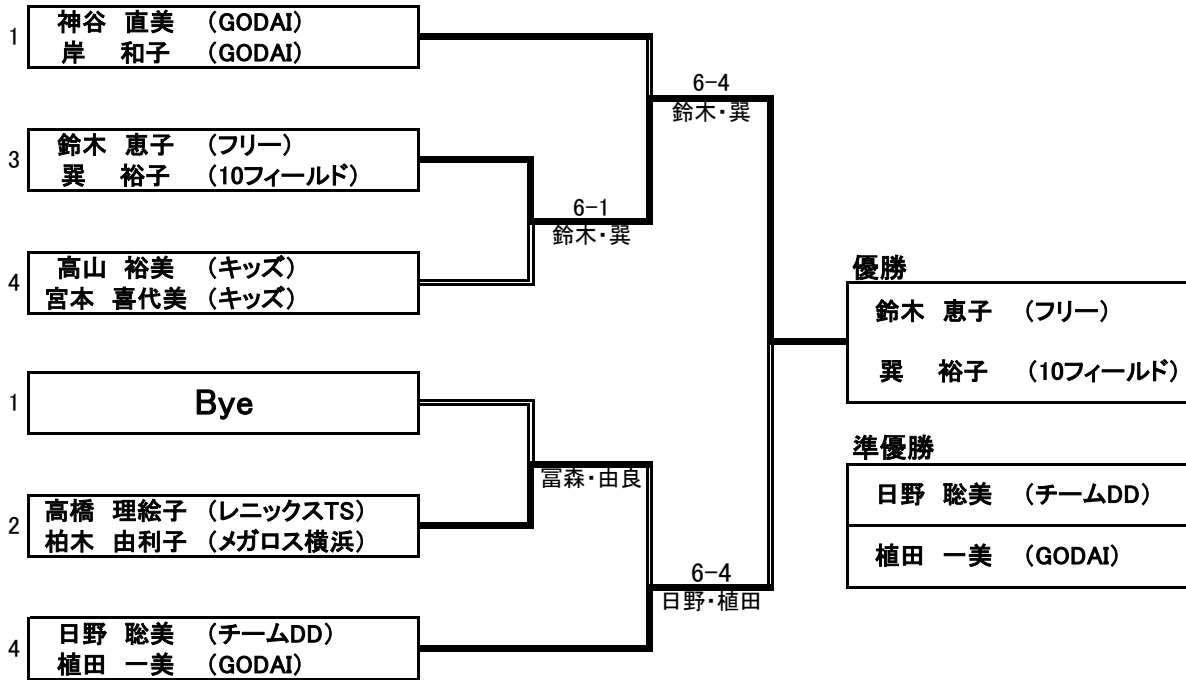 1
神谷 直美 (GODAI)
岸 和子 (GODAI)
6-4
鈴木・巽
3
鈴木 恵子 (フリー)
巽 裕子 (10フィールド)
6-1
鈴木・巽
4
高山 裕美 (キッズ)
宮本 喜代美 (キッズ)
優勝
鈴木 恵子 (フリー)
巽 裕子 (10フィールド)
1
Bye
準優勝
冨森・由良
日野 聡美 (チームDD)
2
高橋 理絵子 (レニックスTS)
柏木 由利子 (メガロス横浜)
植田 一美 (GODAI)
6-4
日野・植田
4
日野 聡美 (チームDD)
植田 一美 (GODAI)